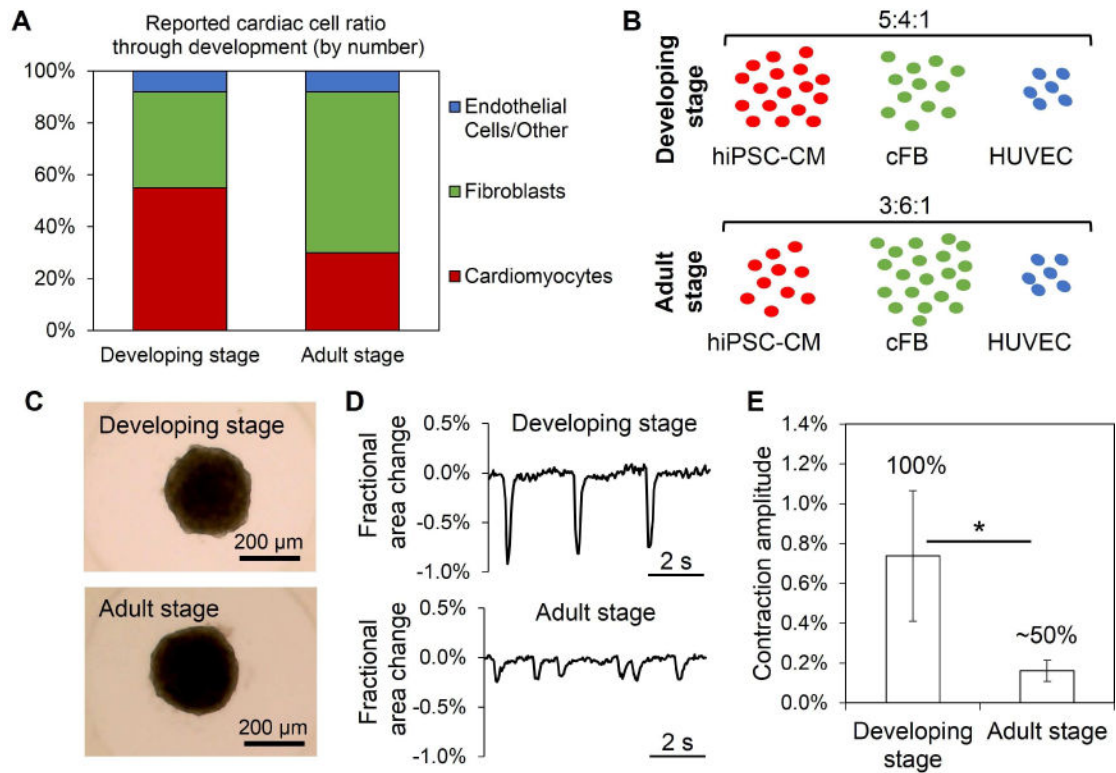 A
Reported cardiac cell ratio
through development (by number)
100%
80%
60%
40%
20%
0%
Developing stage
Adult stage
Endothelial
Cells/Other
Fibroblasts
Cardiomyocytes
B
Developing
stage
5:4:1
hiPSC-CM
cFB
HUVEC
Adult
stage
3:6:1
hiPSC-CM
cFB
HUVEC
C
Developing stage
200 µm
Adult stage
200 µm
D
Fractional
area change
0.5%
0.0%
-0.5%
-1.0%
Developing stage
2 s
Fractional
area change
0.5%
0.0%
-0.5%
-1.0%
Adult stage
2 s
E
Contraction amplitude
1.4%
1.2%
1.0%
0.8%
0.6%
0.4%
0.2%
0.0%
100%
*
~50%
Developing
stage
Adult stage